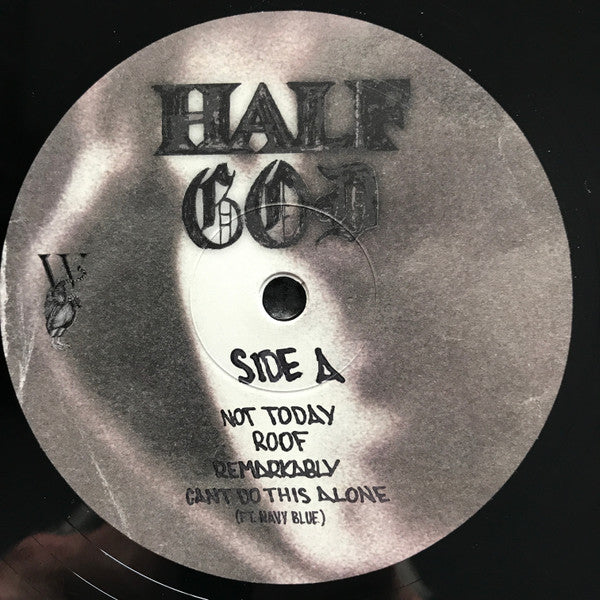 HALF
GOD
W
SIDE A
NOT TODAY
ROOF
REMARKABLY
CAN'T DO THIS ALONE
(FT. NAVY BLUE)